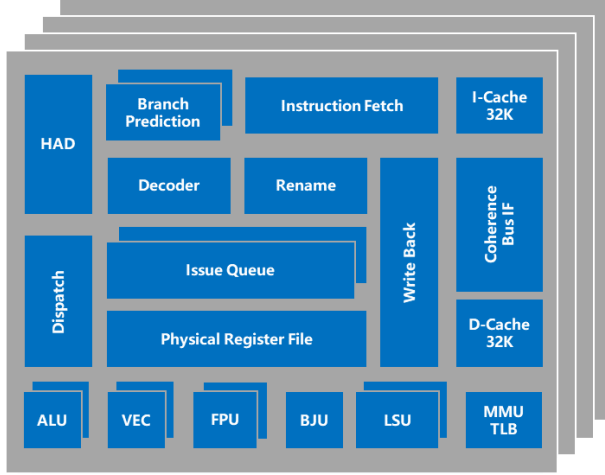 HAD
Branch
Prediction
Instruction Fetch
I-Cache
32K
Decoder
Rename
Write Back
Coherence
Bus IF
Dispatch
Issue Queue
Physical Register File
D-Cache
32K
ALU
VEC
FPU
BJU
LSU
MMU
TLB